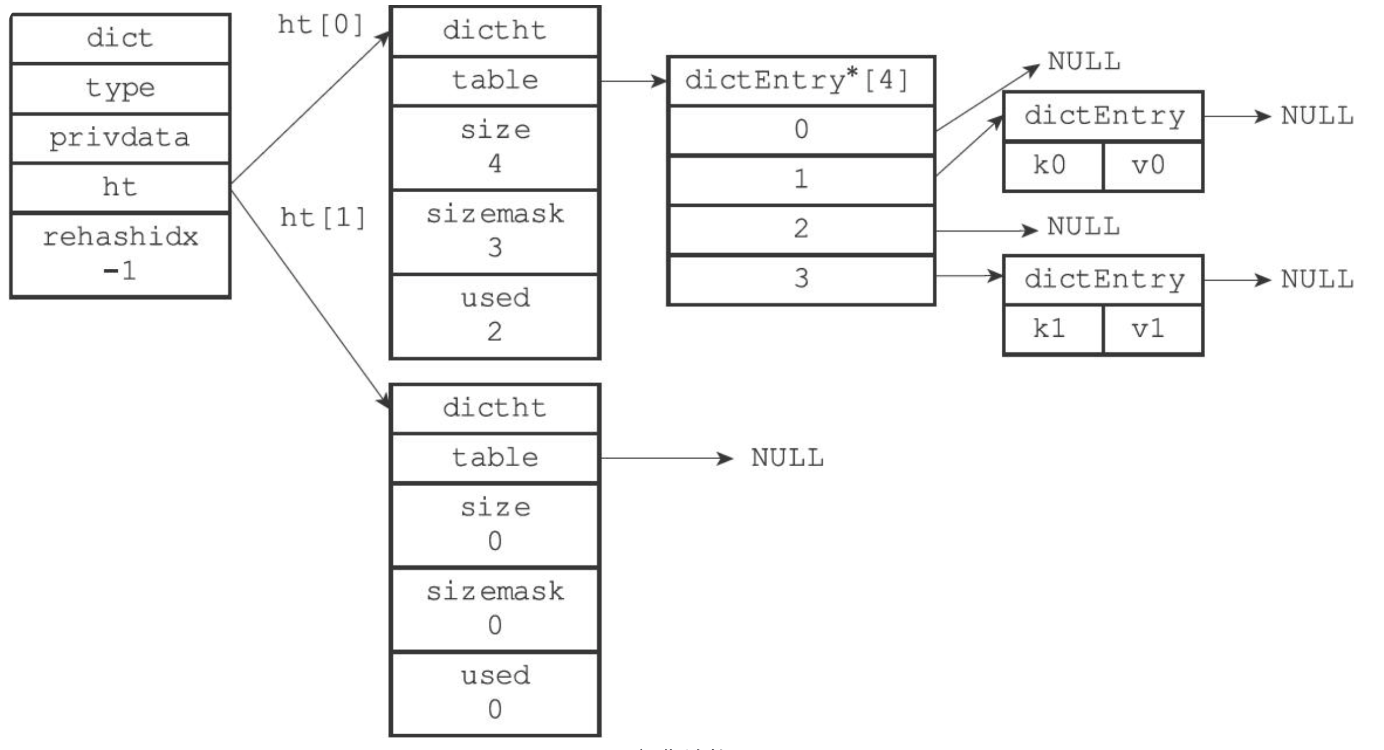 dict
type
privdata
ht
rehashidx
-1
ht[0]
ht[1]
dictht
table
size
4
sizemask
3
used
2
dictEntry*[4]
0
1
2
3
NULL
dictEntry
k0 v0
NULL
NULL
dictEntry
k1 v1
NULL
dictht
table
NULL
size
0
sizemask
0
used
0